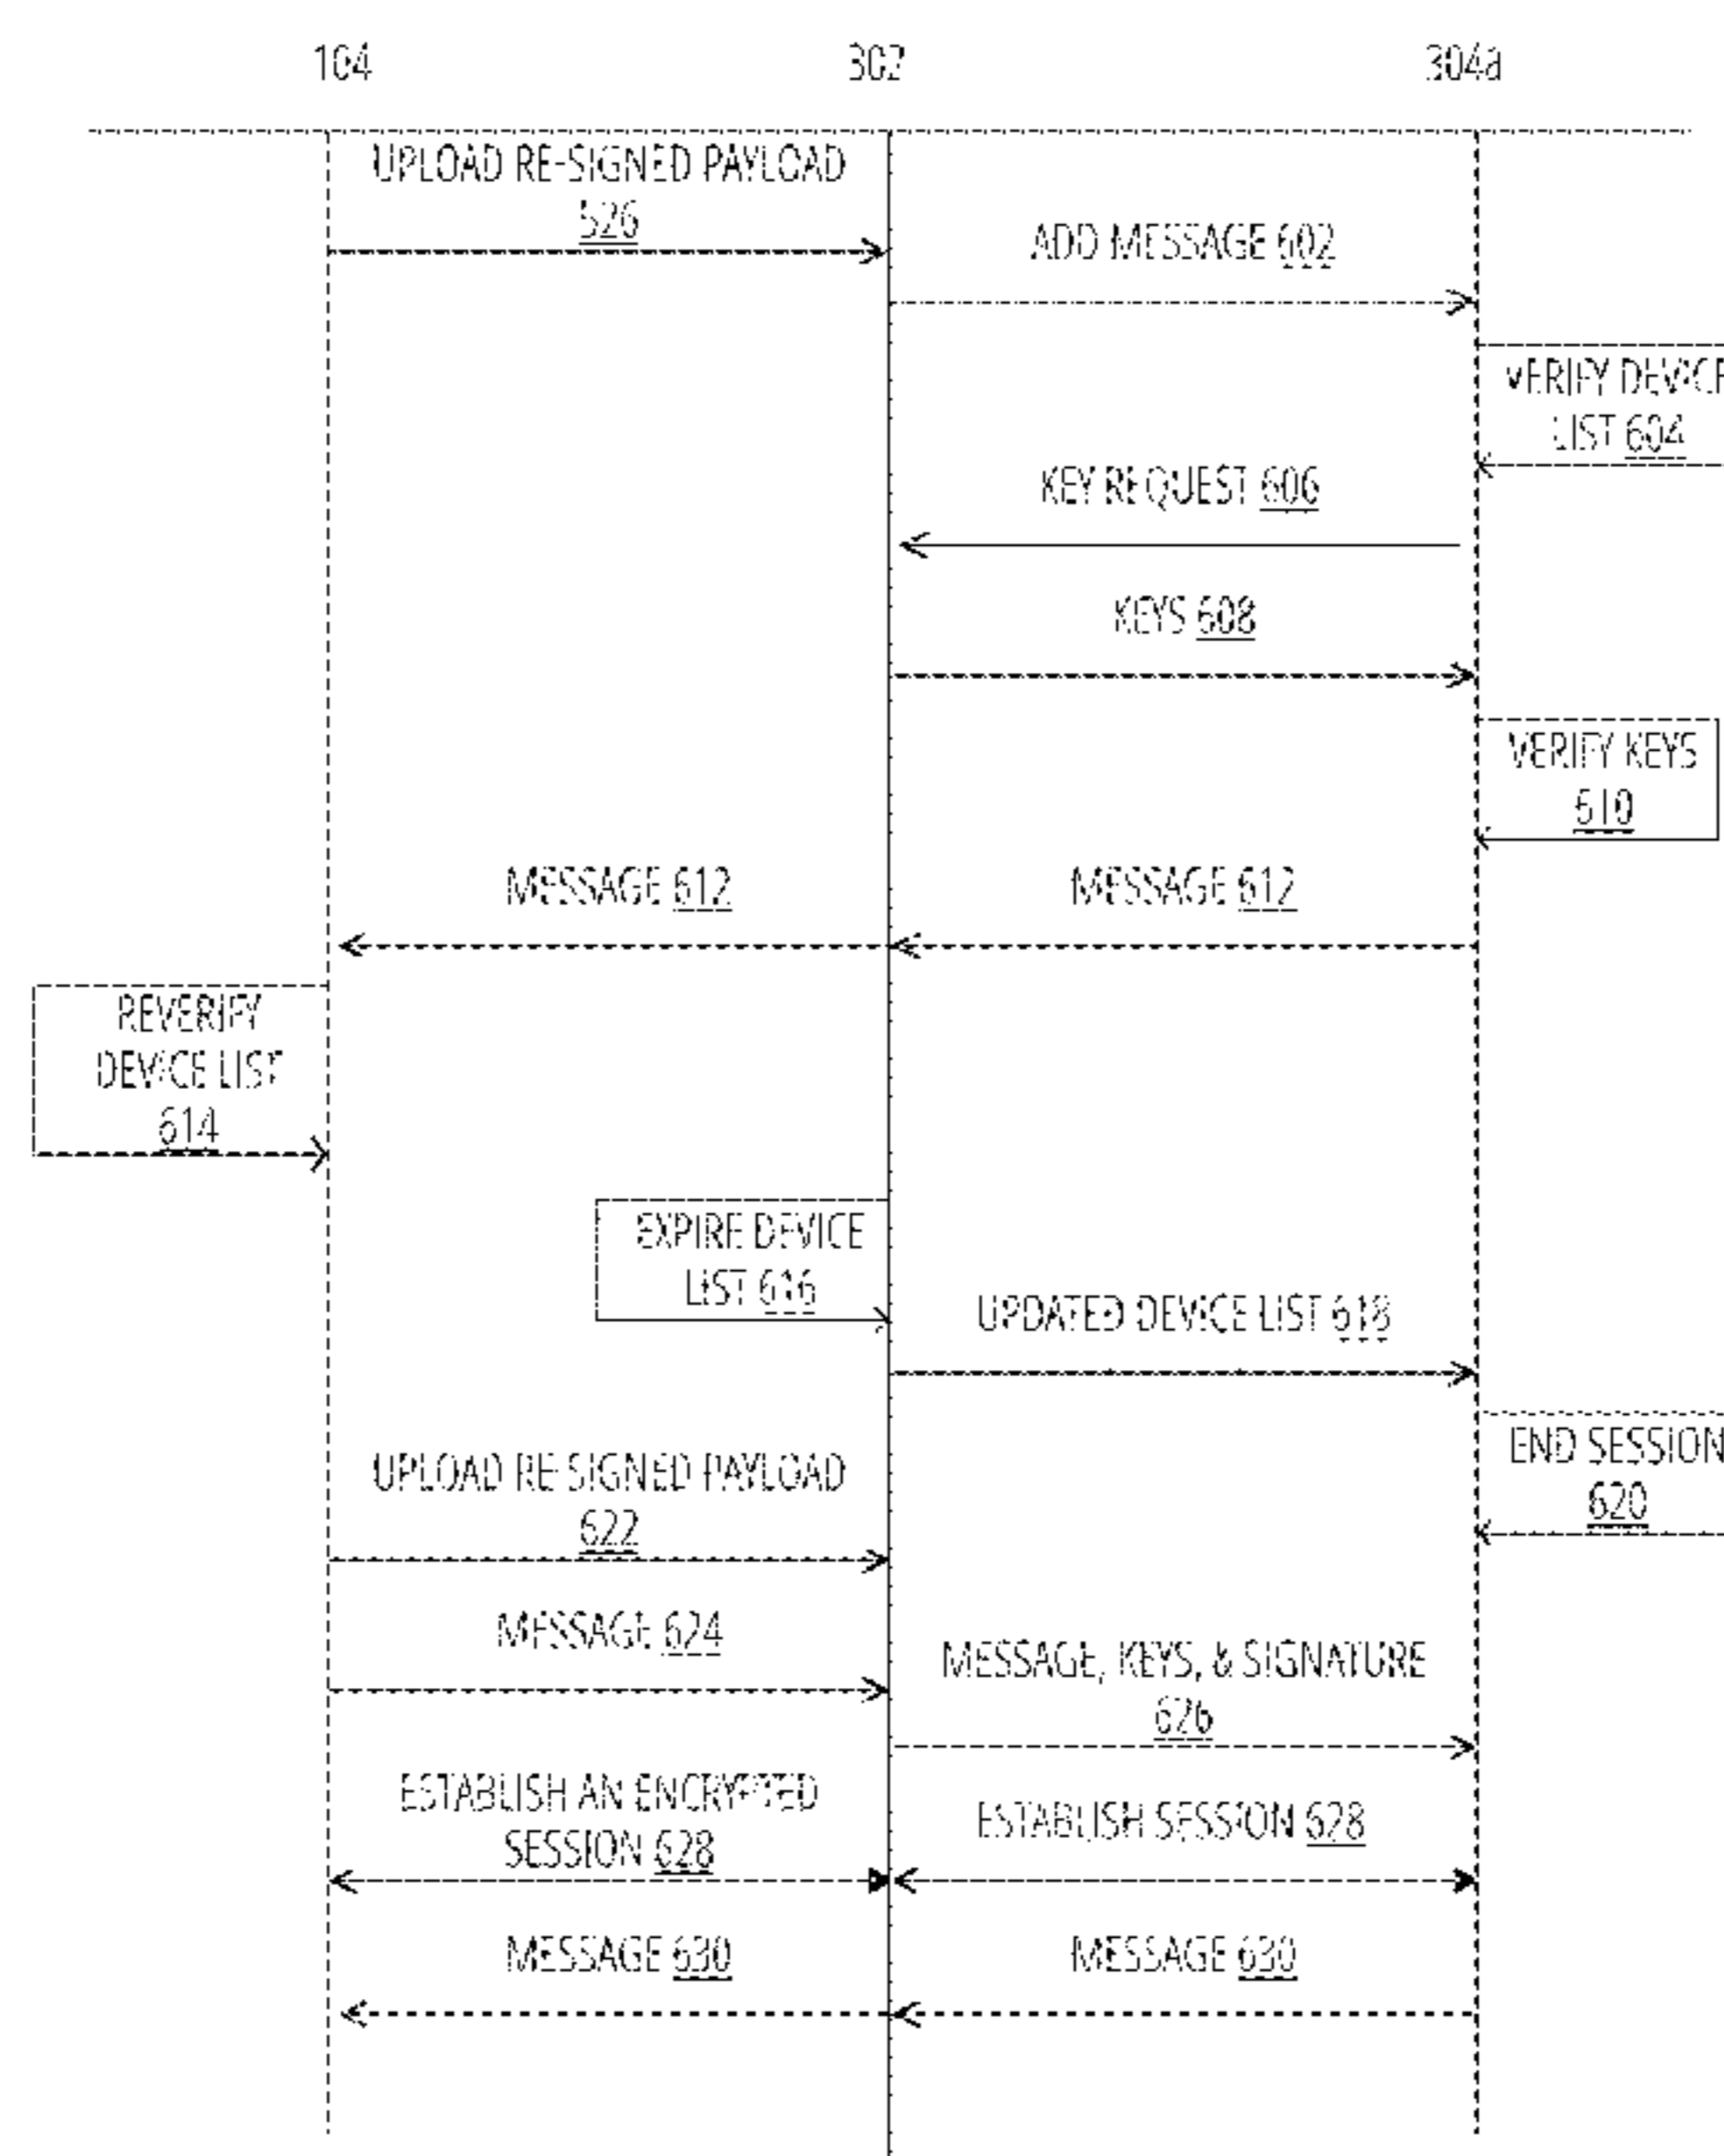 104 302 304a
UPLOAD RE-SIGNED PAYLOAD
526
ADD MESSAGE 602
VERIFY DEVICE
LIST 604
KEY REQUEST 606
KEYS 608
VERIFY KEYS
610
MESSAGE 612 MESSAGE 612
REVERIFY
DEVICE LIST
614
EXPIRE DEVICE
LIST 616
UPDATED DEVICE LIST 618
END SESSION
620
UPLOAD RE-SIGNED PAYLOAD
622
MESSAGE 624
MESSAGE, KEYS, & SIGNATURE
626
ESTABLISH AN ENCRYPTED
SESSION 628
ESTABLISH SESSION 628
MESSAGE 630 MESSAGE 630